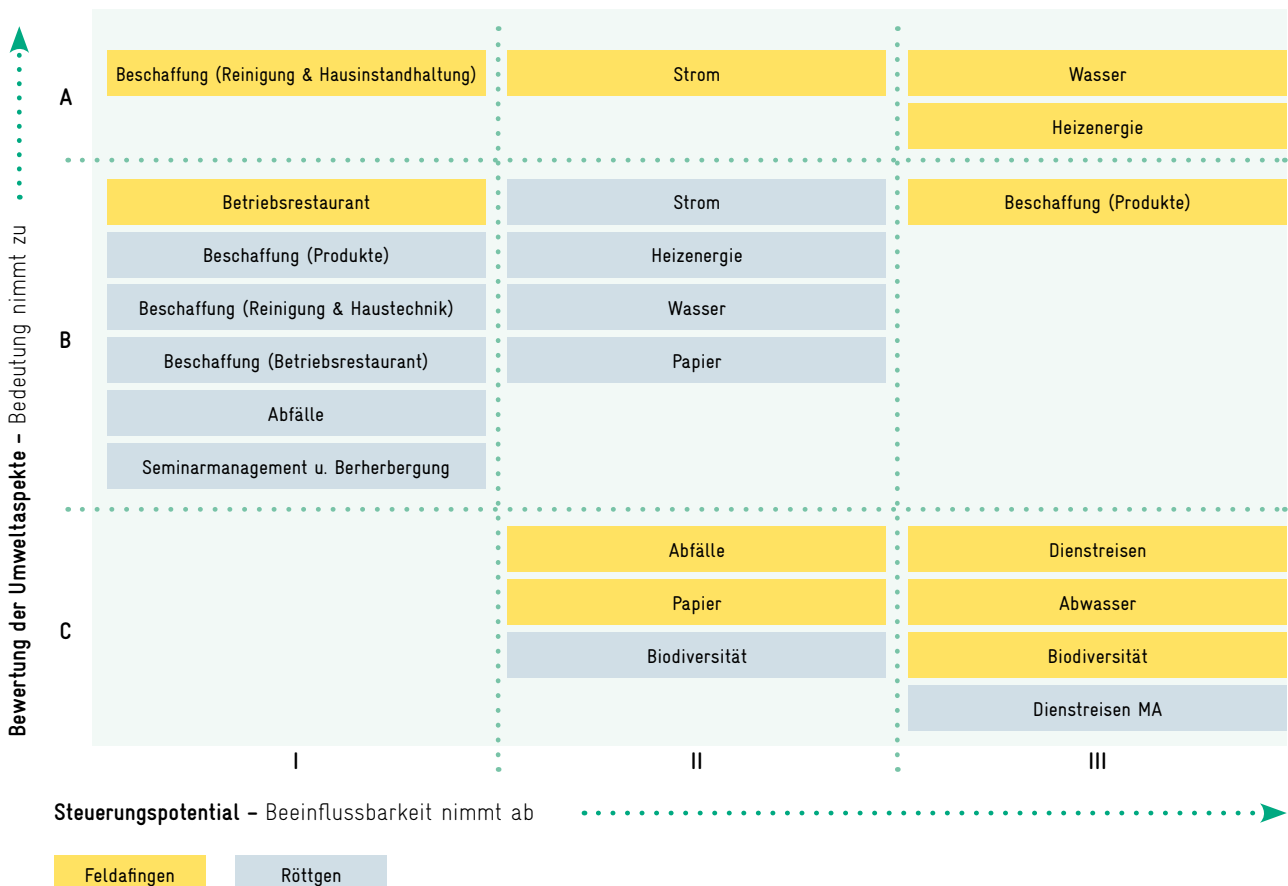 Bewertung der Umweltaspekte – Bedeutung nimmt zu
A
Beschaffung (Reinigung & Hausinstandhaltung)
Strom
Wasser
Heizenergie
B
Betriebsrestaurant
Beschaffung (Produkte)
Beschaffung (Reinigung & Haustechnik)
Beschaffung (Betriebsrestaurant)
Abfälle
Seminarmanagement u. Berherbergung
Strom
Heizenergie
Wasser
Papier
Beschaffung (Produkte)
C
Abfälle
Papier
Biodiversität
Dienstreisen
Abwasser
Biodiversität
Dienstreisen MA
I
II
III
Steuerungspotential – Beeinflussbarkeit nimmt ab
Feldafingen
Röttgen